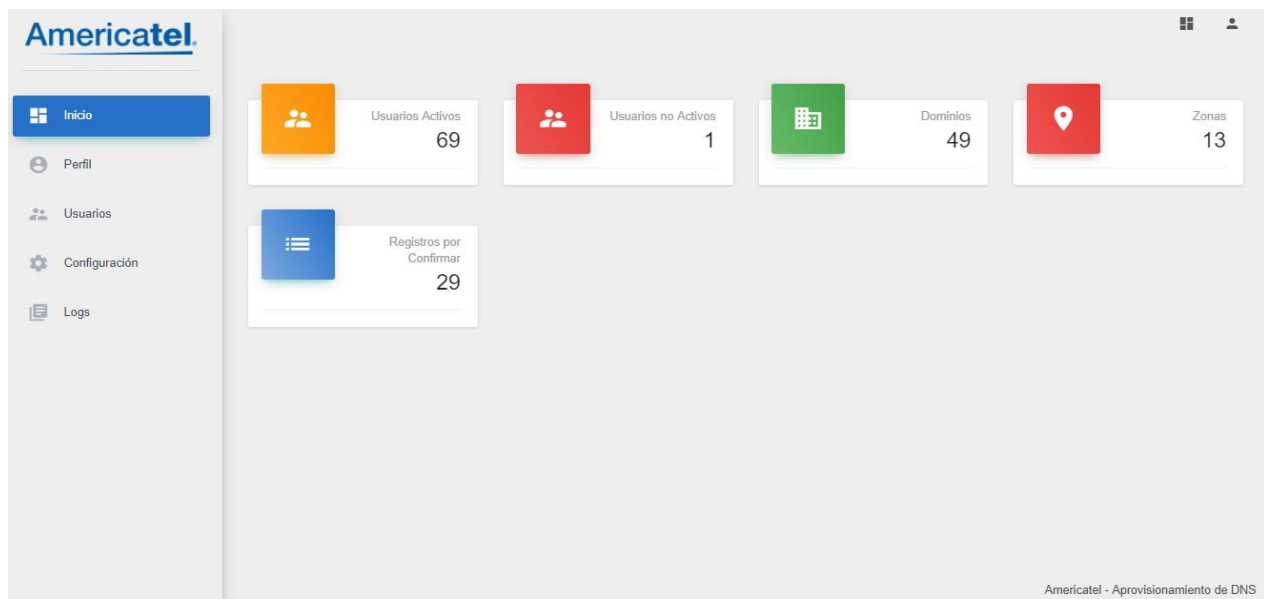 Americatel.
Inicio
Perfil
Usuarios
Configuración
Logs
Usuarios Activos
69
Usuarios no Activos
1
Dominios
49
Zonas
13
Registros por
Confirmar
29
Americatel - Aprovisionamiento de DNS